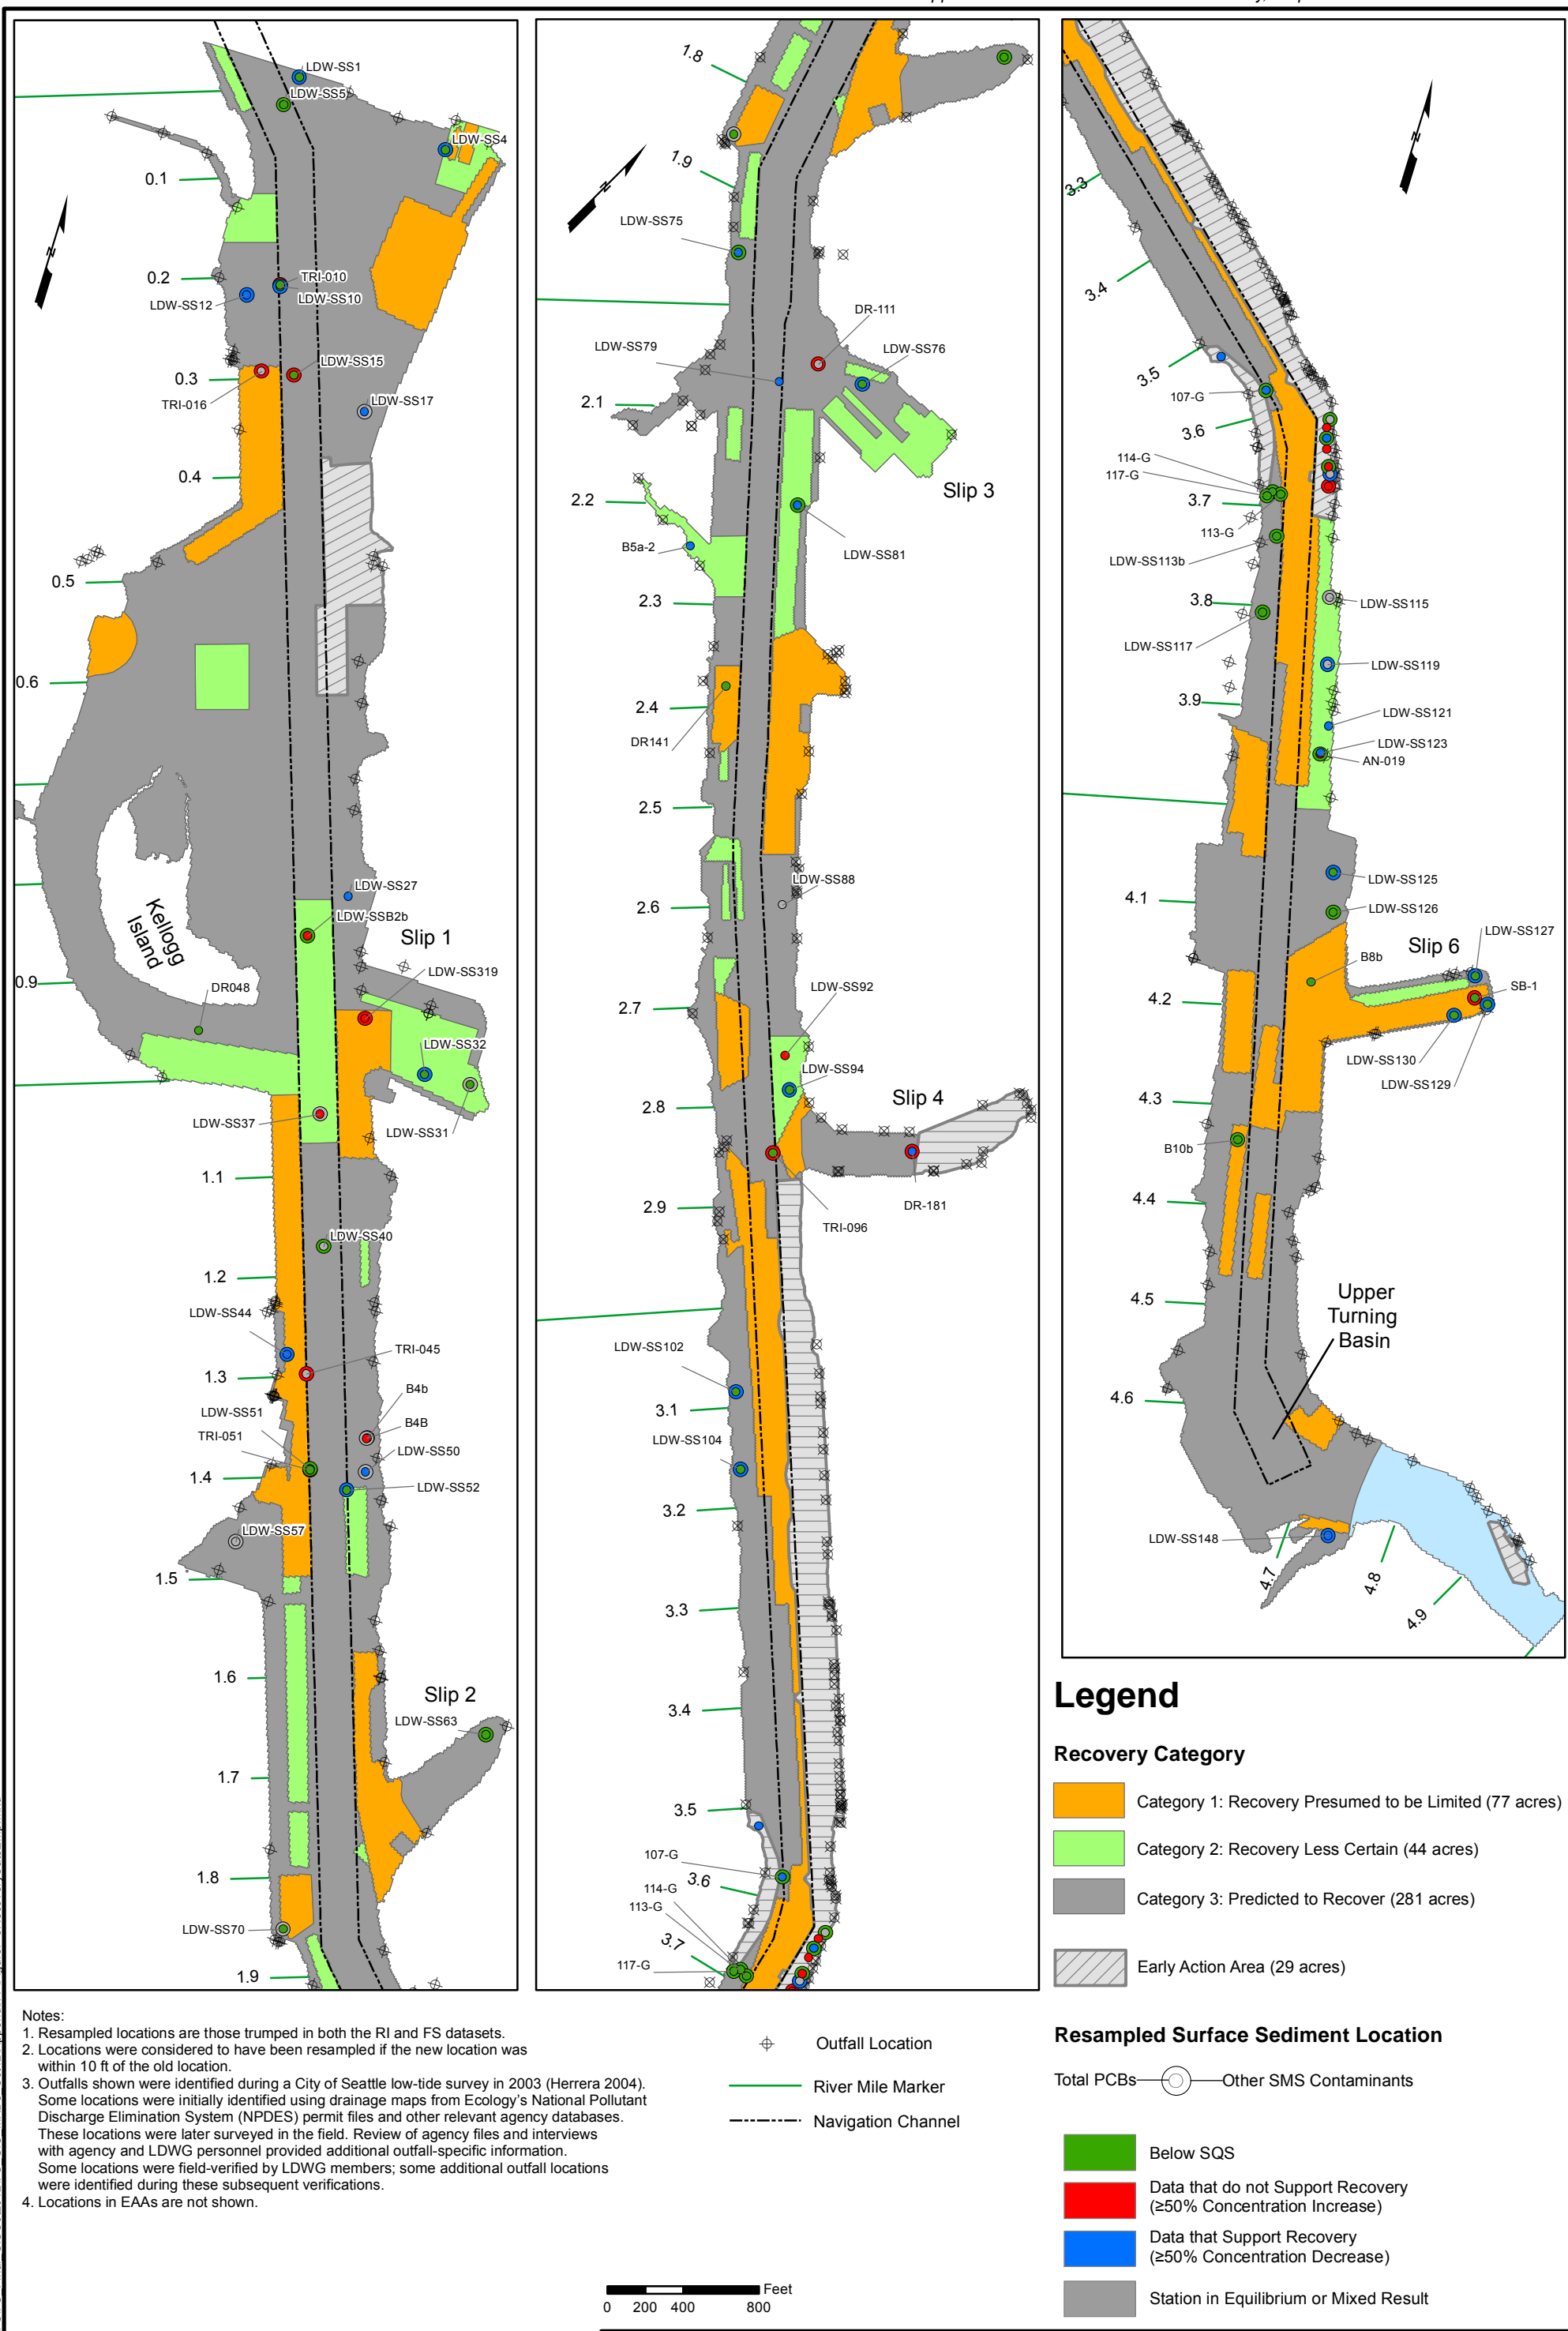 LDW-SS1
LDW-SS5
LDW-SS4
0.1
N
0.2
TRI-010
LDW-SS12
LDW-SS10
0.3
LDW-SS15
TRI-016
LDW-SS17
0.4
0.5
0.6
Kellogg
Island
LDW-SS27
LDW-SSB2b
Slip 1
0.9
LDW-SS319
DR048
LDW-SS32
LDW-SS37
LDW-SS31
1.1
LDW-SS40
1.2
LDW-SS44
1.3
TRI-045
B4b
LDW-SS51
B4B
TRI-051
LDW-SS50
1.4
LDW-SS52
LDW-SS57
1.5
1.6
Slip 2
LDW-SS63
1.7
1.8
LDW-SS70
1.9
1.8
1.9
N
LDW-SS75
DR-111
LDW-SS79
LDW-SS76
2.1
Slip 3
2.2
B5a-2
LDW-SS81
2.3
2.4
DR141
2.5
LDW-SS88
2.6
LDW-SS92
2.7
LDW-SS94
Slip 4
2.8
DR-181
2.9
TRI-096
LDW-SS102
3.1
LDW-SS104
3.2
3.3
3.4
3.5
107-G
3.6
114-G
113-G
3.7
117-G
N
3.3
3.4
3.5
107-G
3.6
114-G
117-G
3.7
113-G
LDW-SS113b
3.8
LDW-SS115
LDW-SS117
LDW-SS119
3.9
LDW-SS121
LDW-SS123
AN-019
LDW-SS125
4.1
LDW-SS126
LDW-SS127
Slip 6
B8b
4.2
SB-1
LDW-SS130
LDW-SS129
4.3
B10b
4.4
4.5
Upper
Turning
Basin
4.6
LDW-SS148
4.7
4.8
4.9
Legend
Recovery Category
Category 1: Recovery Presumed to be Limited (77 acres)
Category 2: Recovery Less Certain (44 acres)
Category 3: Predicted to Recover (281 acres)
Early Action Area (29 acres)
Resampled Surface Sediment Location
Total PCBs Other SMS Contaminants
Below SQS
Data that do not Support Recovery
(≥50% Concentration Increase)
Data that Support Recovery
(≥50% Concentration Decrease)
Station in Equilibrium or Mixed Result
Outfall Location
River Mile Marker
Navigation Channel
Notes:
1. Resampled locations are those trumped in both the RI and FS datasets.
2. Locations were considered to have been resampled if the new location was
within 10 ft of the old location.
3. Outfalls shown were identified during a City of Seattle low-tide survey in 2003 (Herrera 2004).
Some locations were initially identified using drainage maps from Ecology's National Pollutant
Discharge Elimination System (NPDES) permit files and other relevant agency databases.
These locations were later surveyed in the field. Review of agency files and interviews
with agency and LDWG personnel provided additional outfall-specific information.
Some locations were field-verified by LDWG members; some additional outfall locations
were identified during these subsequent verifications.
4. Locations in EAAs are not shown.
Feet
0 200 400 800